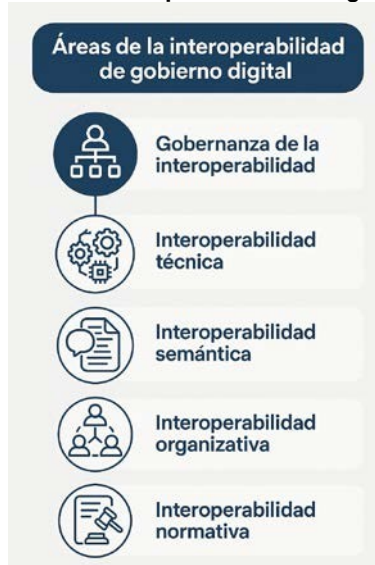 Áreas de la interoperabilidad
de gobierno digital
Gobernanza de la
interoperabilidad
Interoperabilidad
técnica
Interoperabilidad
semántica
Interoperabilidad
organizativa
Interoperabilidad
normativa